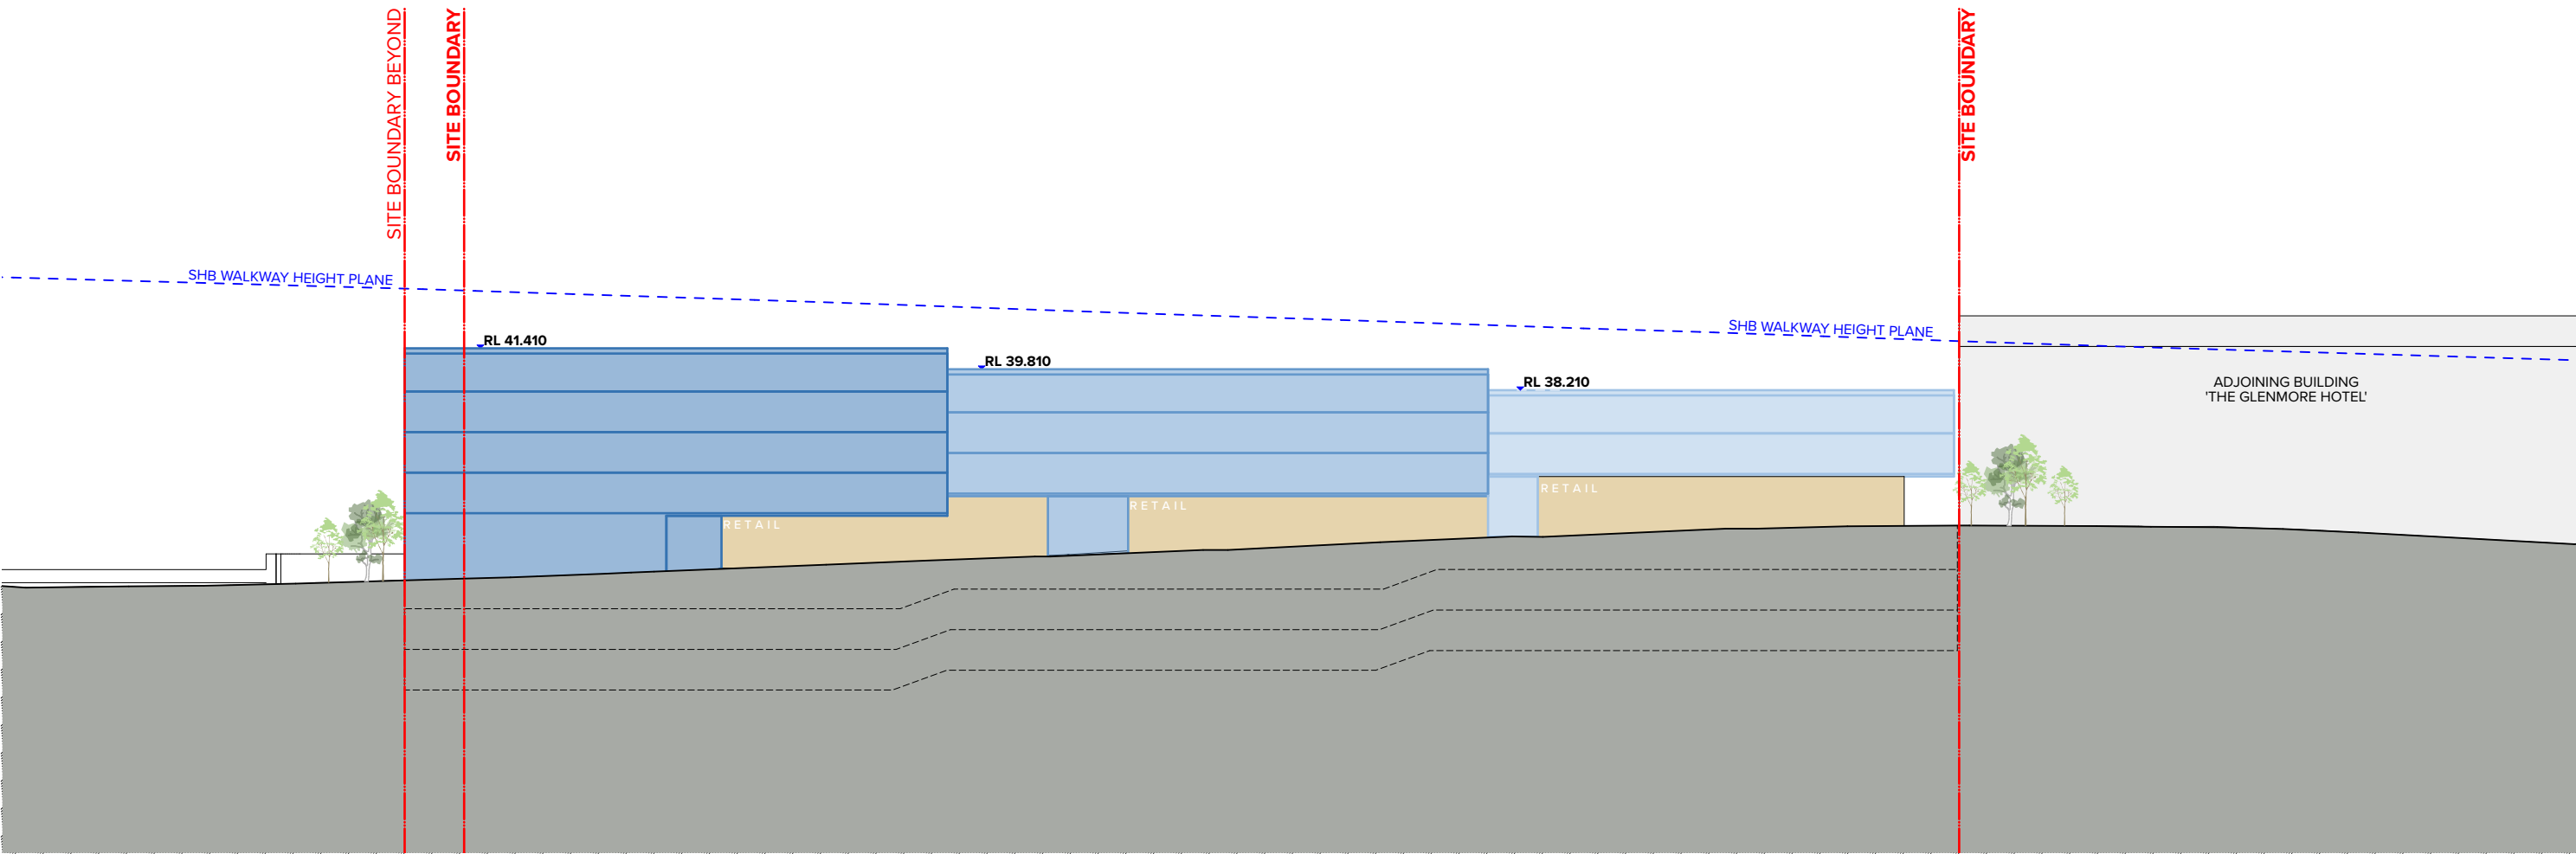 SITE BOUNDARY BEYOND
SITE BOUNDARY
SITE BOUNDARY
SHB WALKWAY HEIGHT PLANE
SHB WALKWAY HEIGHT PLANE
RL 41.410
RL 39.810
RL 38.210
ADJOINING BUILDING
'THE GLENMORE HOTEL'
RETAIL
RETAIL
RETAIL